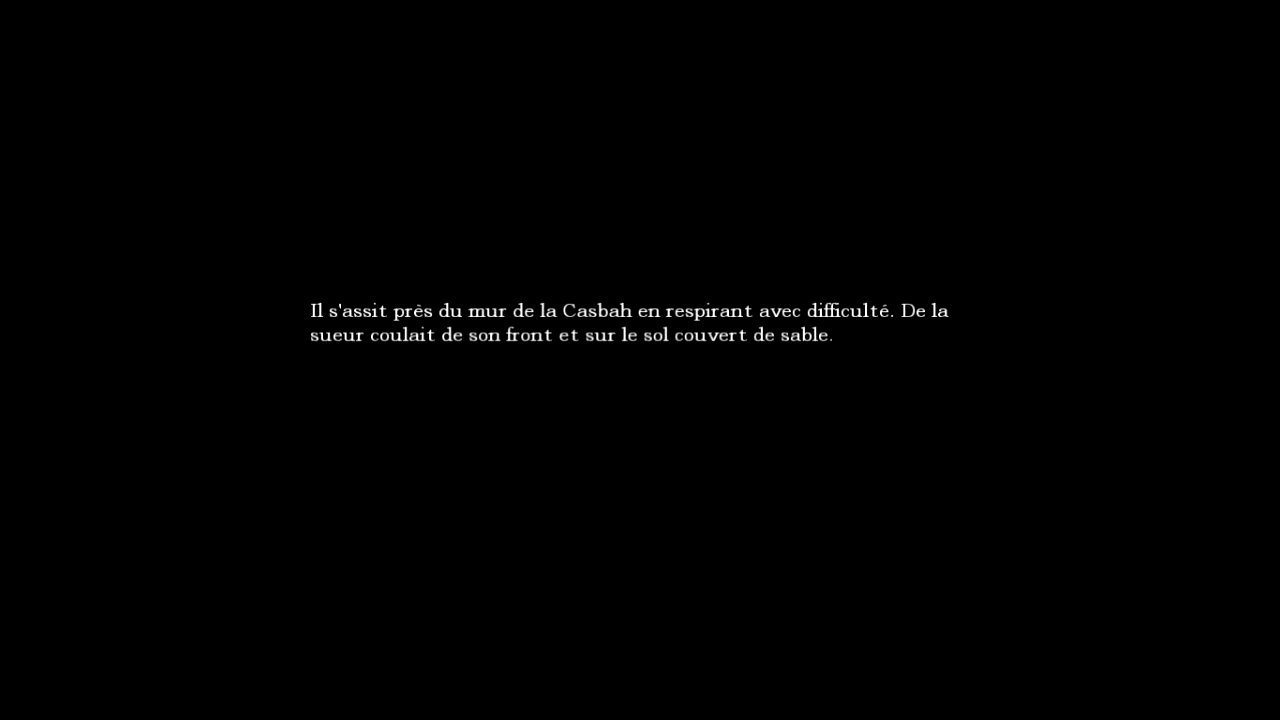 Il s'assit près du mur de la Casbah en respirant avec difficulté. De la
sueur coulait de son front et sur le sol couvert de sable.